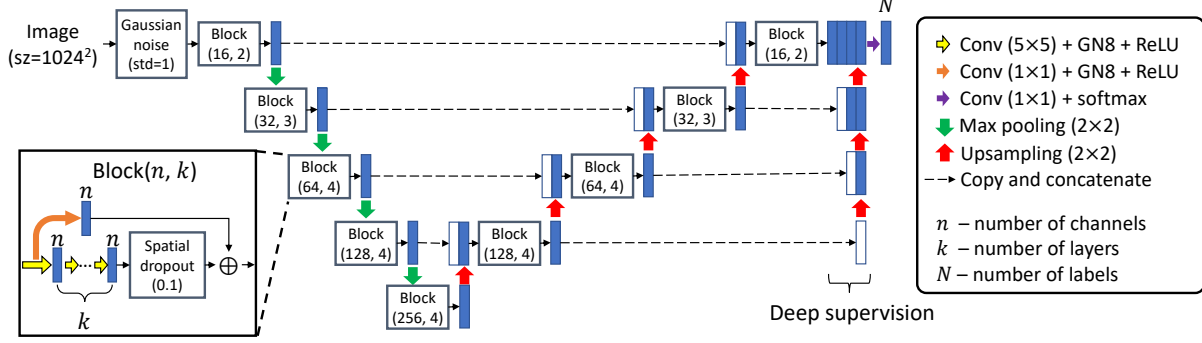 Image
(sz=1024²)
Gaussian
noise
(std=1)
Block
(16, 2)
Block
(16, 2)
N
Block
(32, 3)
Block
(32, 3)
Block
(64, 4)
Block
(64, 4)
Block
(128, 4)
Block
(128, 4)
Block
(256, 4)
Deep supervision
Block(n, k)
n
n
n
...
Spatial
dropout
(0.1)
k
Conv (5×5) + GN8 + ReLU
Conv (1×1) + GN8 + ReLU
Conv (1×1) + softmax
Max pooling (2×2)
Upsampling (2×2)
Copy and concatenate
n – number of channels
k – number of layers
N – number of labels